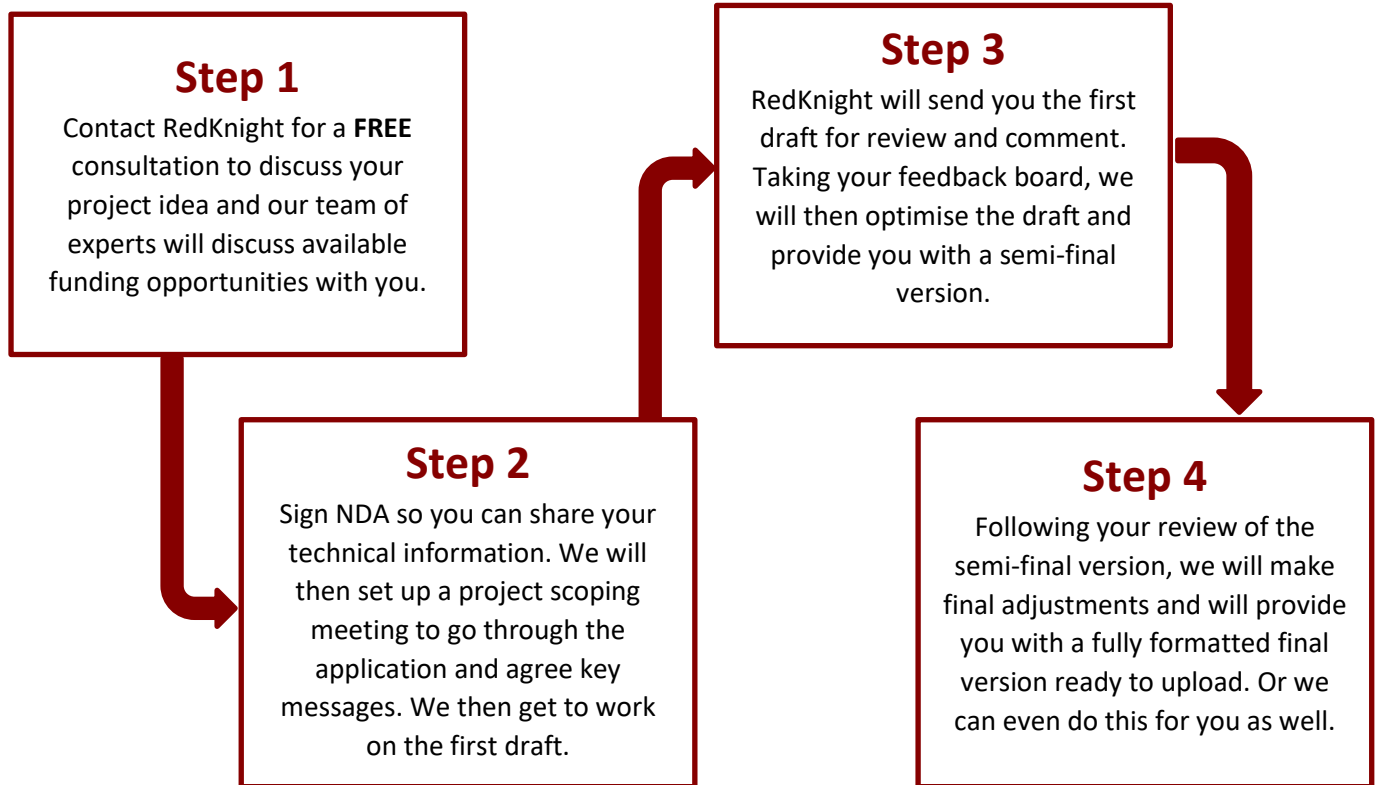 Step 1
Contact RedKnight for a FREE
consultation to discuss your
project idea and our team of
experts will discuss available
funding opportunities with you.
Step 2
Sign NDA so you can share your
technical information. We will
then set up a project scoping
meeting to go through the
application and agree key
messages. We then get to work
on the first draft.
Step 3
RedKnight will send you the first
draft for review and comment.
Taking your feedback board, we
will then optimise the draft and
provide you with a semi-final
version.
Step 4
Following your review of the
semi-final version, we will make
final adjustments and will provide
you with a fully formatted final
version ready to upload. Or we
can even do this for you as well.